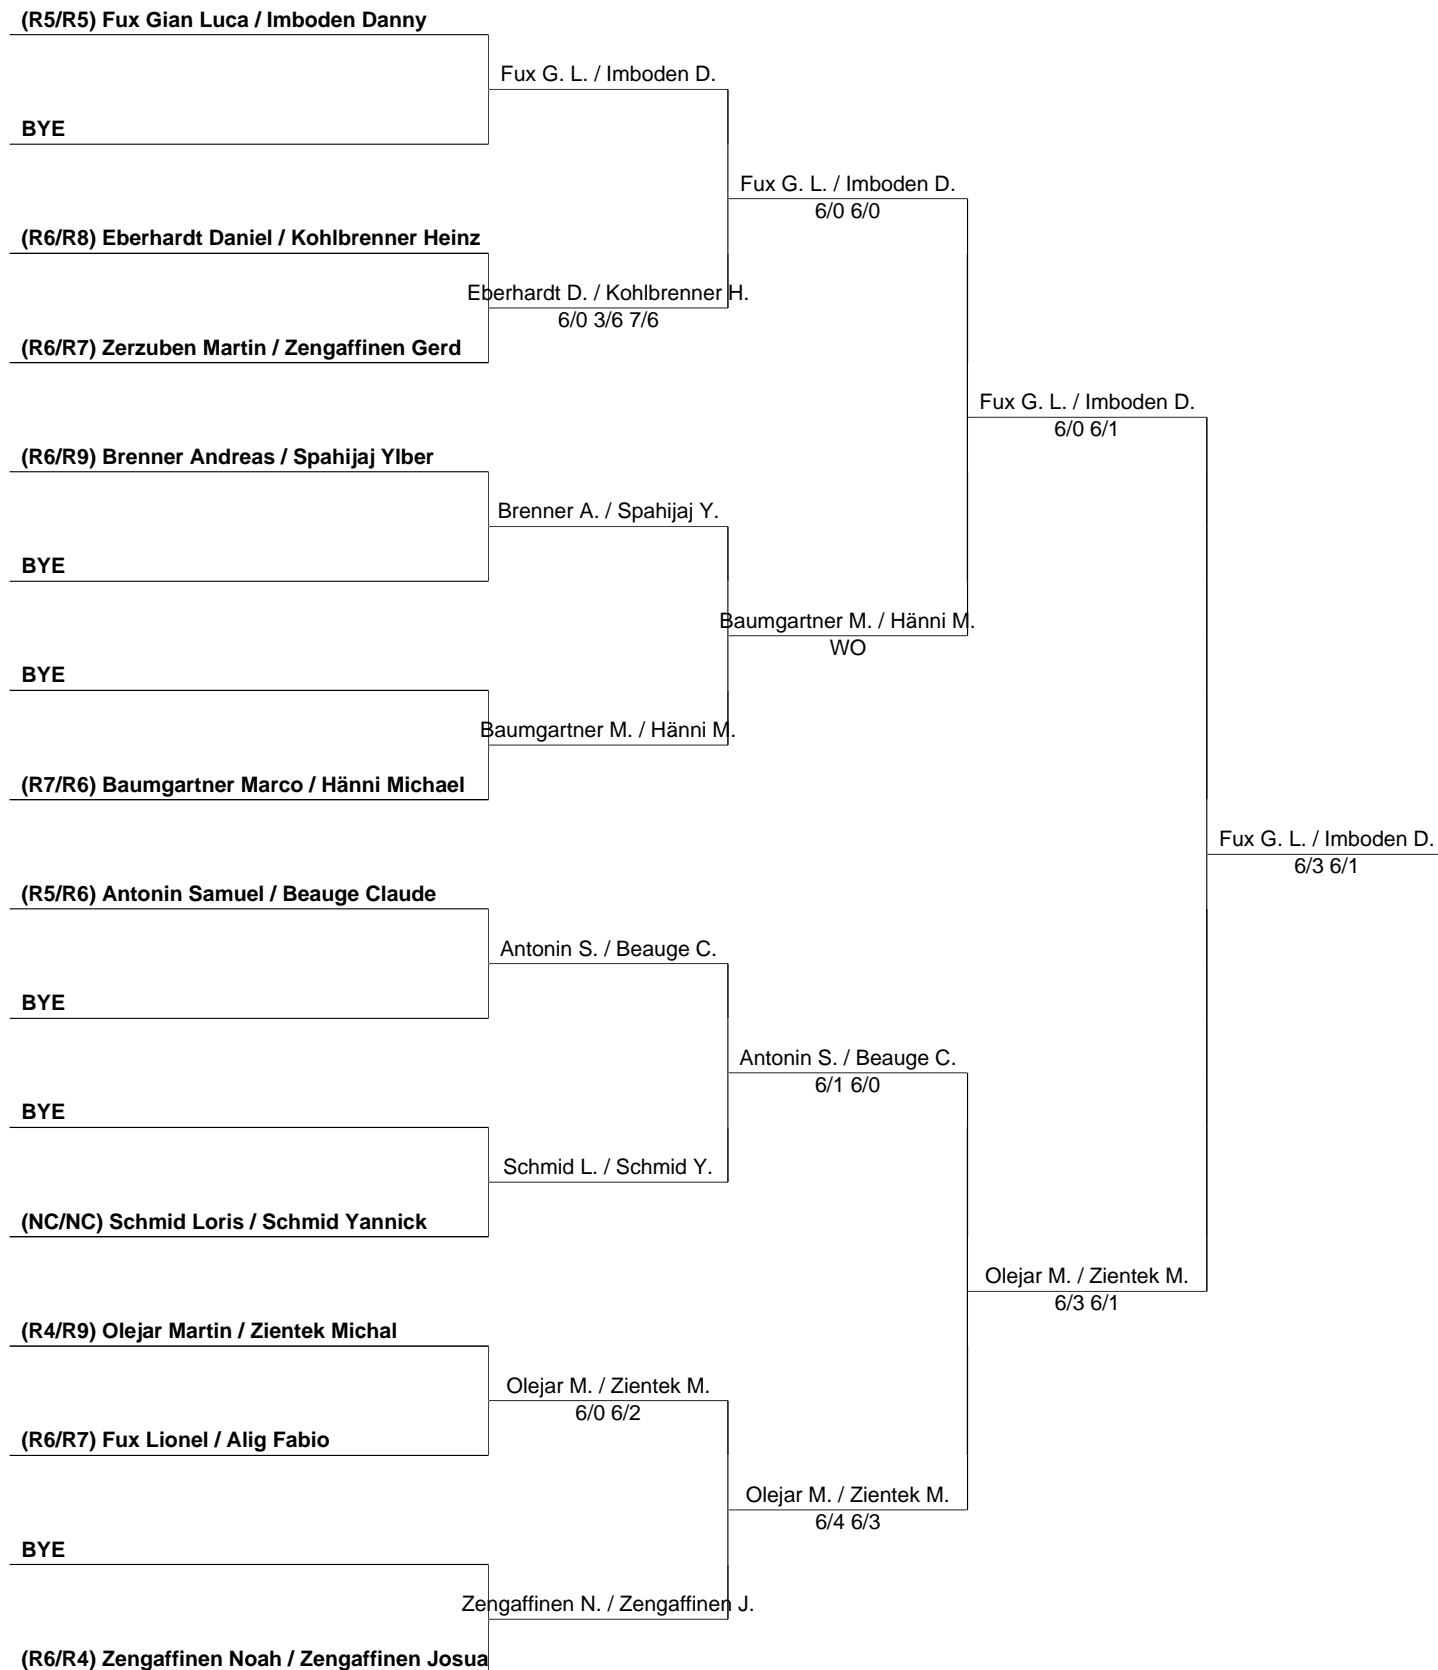 (R5/R5) Fux Gian Luca / Imboden Danny
Fux G. L. / Imboden D.
BYE
Fux G. L. / Imboden D.
6/0 6/0
(R6/R8) Eberhardt Daniel / Kohlbrenner Heinz
Eberhardt D. / Kohlbrenner H.
6/0 3/6 7/6
(R6/R7) Zerzuben Martin / Zengaffinen Gerd
Fux G. L. / Imboden D.
6/0 6/1
(R6/R9) Brenner Andreas / Spahijaj Ylber
Brenner A. / Spahijaj Y.
BYE
Baumgartner M. / Hänni M.
WO
BYE
Baumgartner M. / Hänni M.
(R7/R6) Baumgartner Marco / Hänni Michael
Fux G. L. / Imboden D.
6/3 6/1
(R5/R6) Antonin Samuel / Beauge Claude
Antonin S. / Beauge C.
BYE
Antonin S. / Beauge C.
6/1 6/0
BYE
Schmid L. / Schmid Y.
(NC/NC) Schmid Loris / Schmid Yannick
Olejar M. / Zientek M.
6/3 6/1
(R4/R9) Olejar Martin / Zientek Michal
Olejar M. / Zientek M.
6/0 6/2
(R6/R7) Fux Lionel / Alig Fabio
Olejar M. / Zientek M.
6/4 6/3
BYE
Zengaffinen N. / Zengaffinen J.
(R6/R4) Zengaffinen Noah / Zengaffinen Josua